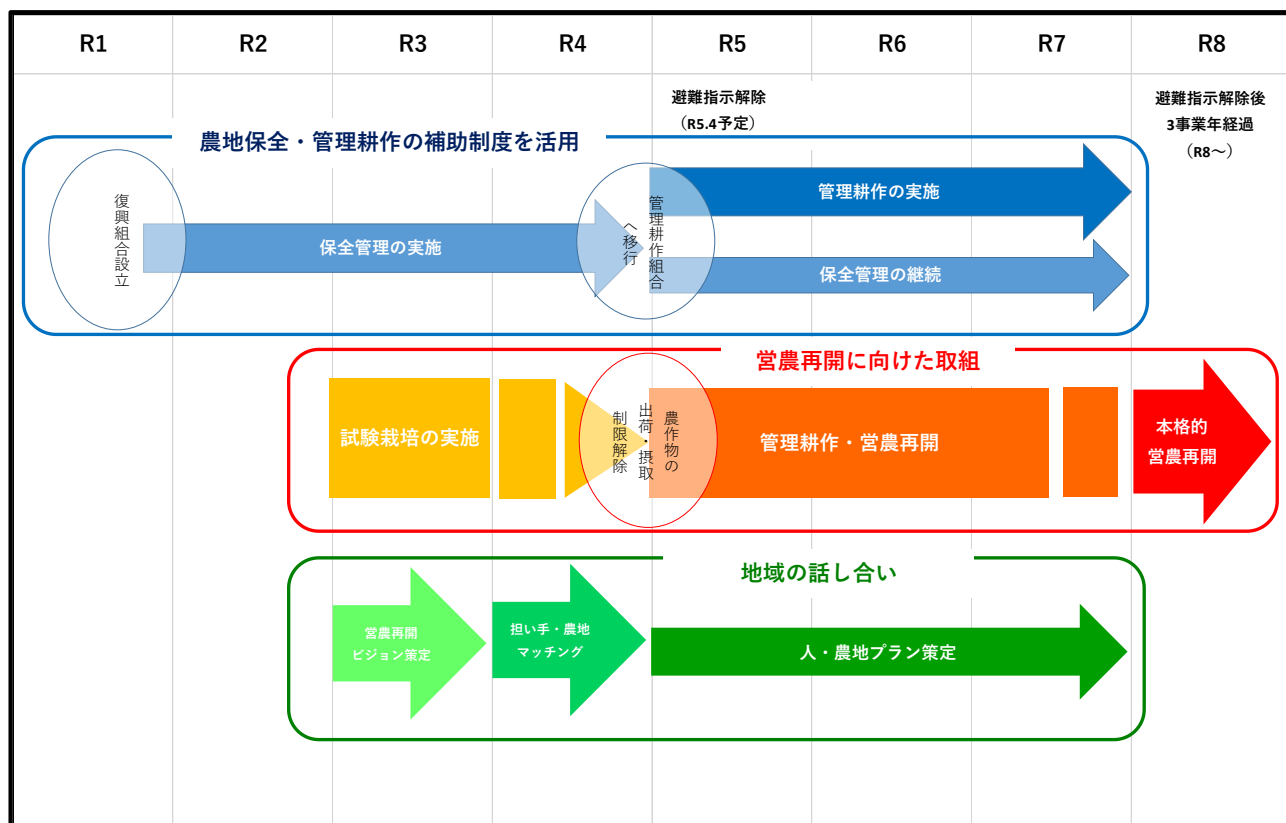 R1
R2
R3
R4
R5
R6
R7
R8
避難指示解除
（R5.4予定）
避難指示解除後
3事業年経過
（R8～）
農地保全・管理耕作の補助制度を活用
復興組合設立
保全管理の実施
管理耕作組合
へ移行
管理耕作の実施
保全管理の継続
営農再開に向けた取組
試験栽培の実施
農作物の
出荷・摂取
制限解除
管理耕作・営農再開
本格的
営農再開
地域の話し合い
営農再開
ビジョン策定
担い手・農地
マッチング
人・農地プラン策定